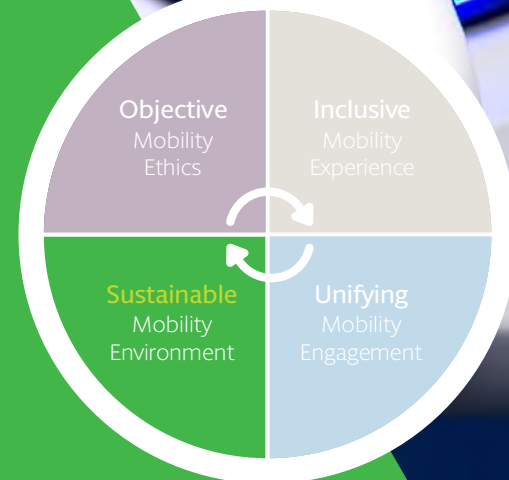 Objective
Mobility
Ethics
Inclusive
Mobility
Experience
Sustainable
Mobility
Environment
Unifying
Mobility
Engagement